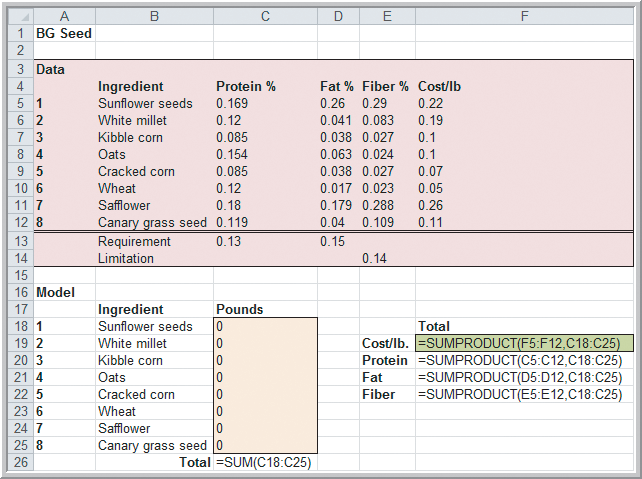 A B C D E F
1 BG Seed
2
3 Data
4 Ingredient Protein % Fat % Fiber % Cost/lb
5 1 Sunflower seeds 0.169 0.26 0.29 0.22
6 2 White millet 0.12 0.041 0.083 0.19
7 3 Kibble corn 0.085 0.038 0.027 0.1
8 4 Oats 0.154 0.063 0.024 0.1
9 5 Cracked corn 0.085 0.038 0.027 0.07
10 6 Wheat 0.12 0.017 0.023 0.05
11 7 Safflower 0.18 0.179 0.288 0.26
12 8 Canary grass seed 0.119 0.04 0.109 0.11
13 Requirement 0.13 0.15
14 Limitation 0.14
15
16 Model
17 Ingredient Pounds
18 1 Sunflower seeds 0 Total
19 2 White millet 0 Cost/lb. =SUMPRODUCT(F5:F12,C18:C25)
20 3 Kibble corn 0 Protein =SUMPRODUCT(C5:C12,C18:C25)
21 4 Oats 0 Fat =SUMPRODUCT(D5:D12,C18:C25)
22 5 Cracked corn 0 Fiber =SUMPRODUCT(E5:E12,C18:C25)
23 6 Wheat 0
24 7 Safflower 0
25 8 Canary grass seed 0
26 Total =SUM(C18:C25)